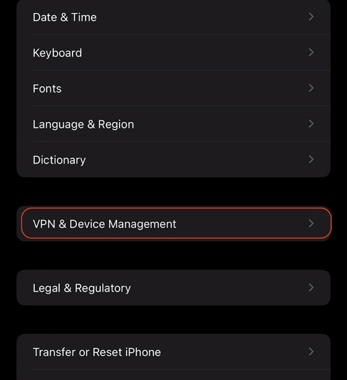 Date & Time
Keyboard
Fonts
Language & Region
Dictionary
VPN & Device Management
Legal & Regulatory
Transfer or Reset iPhone